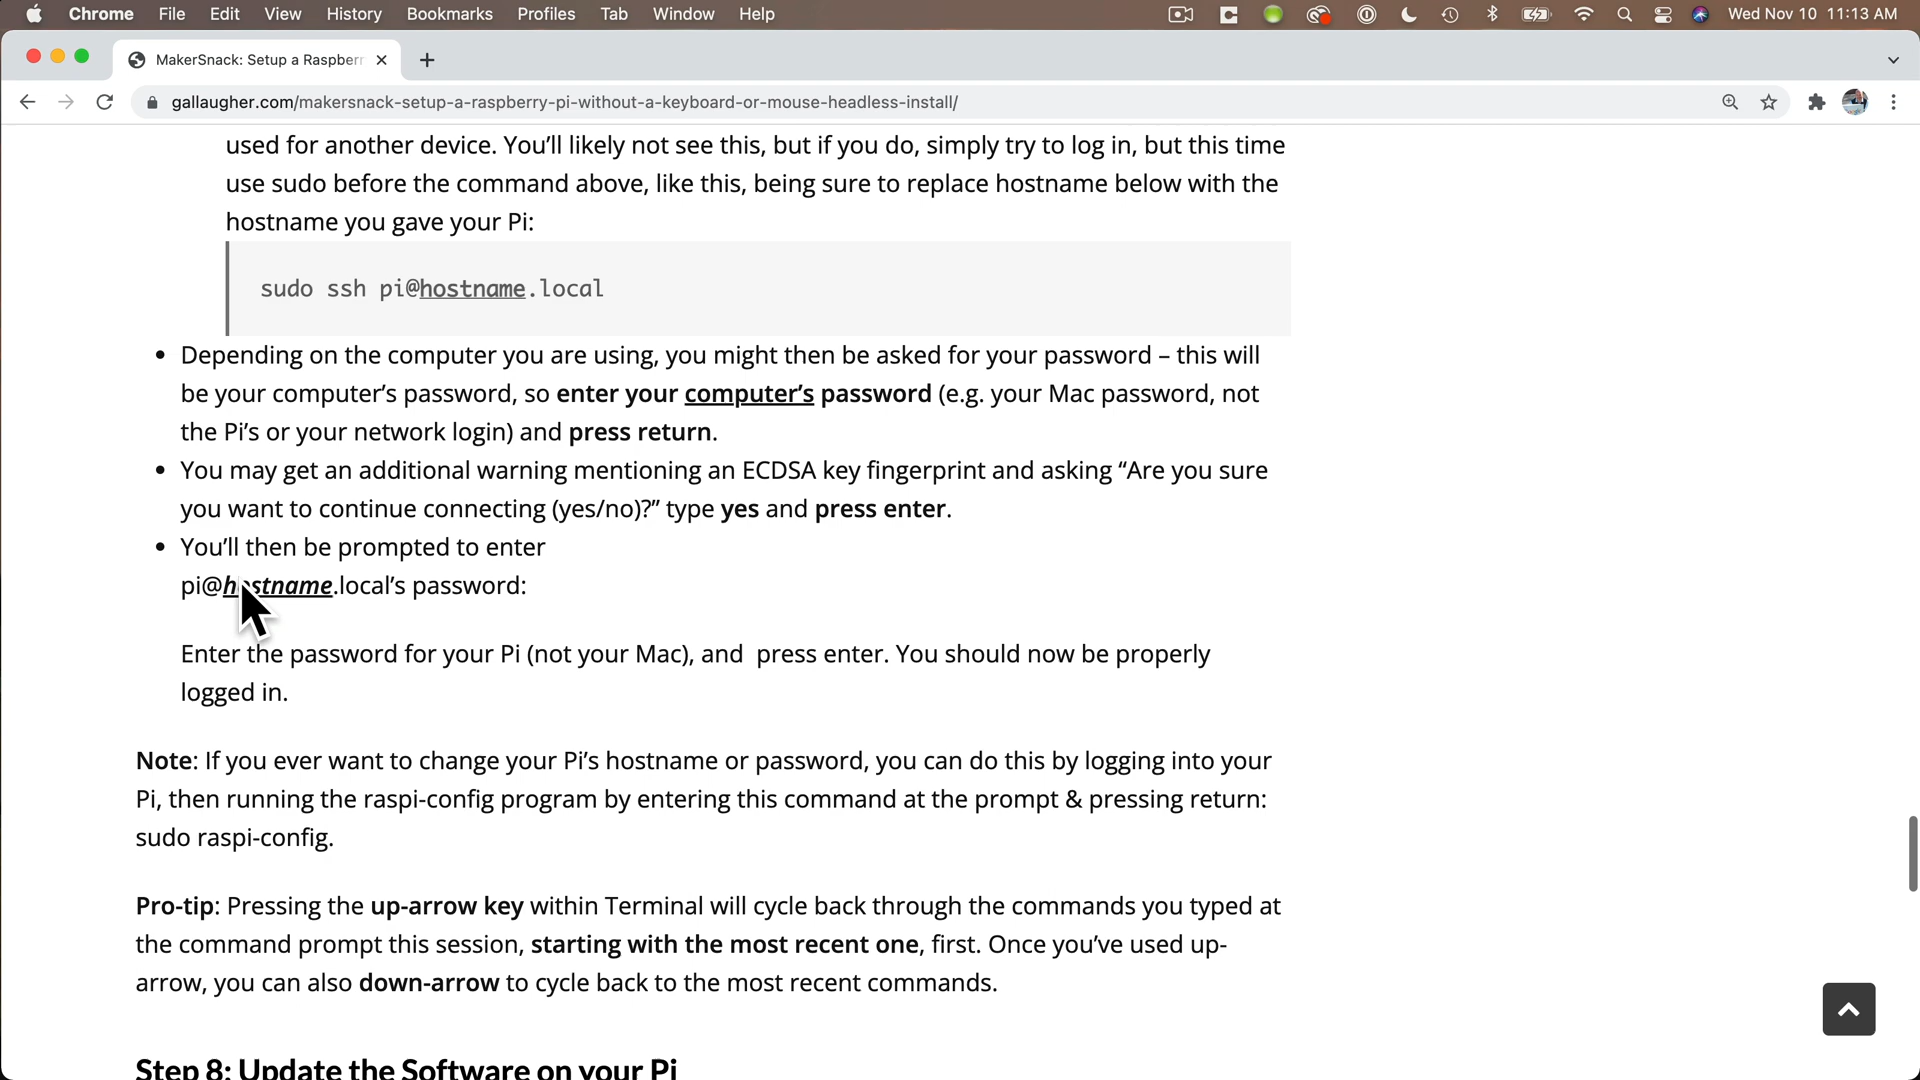 Chrome File Edit View History Bookmarks Profiles Tab Window Help Wed Nov 10 11:13 AM
MakerSnack: Setup a Raspberr
gallaugher.com/makersnack-setup-a-raspberry-pi-without-a-keyboard-or-mouse-headless-install/
used for another device. You’ll likely not see this, but if you do, simply try to log in, but this time
use sudo before the command above, like this, being sure to replace hostname below with the
hostname you gave your Pi:
sudo ssh pi@hostname.local
• Depending on the computer you are using, you might then be asked for your password – this will
be your computer’s password, so enter your computer’s password (e.g. your Mac password, not
the Pi’s or your network login) and press return.
• You may get an additional warning mentioning an ECDSA key fingerprint and asking “Are you sure
you want to continue connecting (yes/no)?” type yes and press enter.
• You’ll then be prompted to enter
pi@hostname.local’s password:
Enter the password for your Pi (not your Mac), and press enter. You should now be properly
logged in.
Note: If you ever want to change your Pi’s hostname or password, you can do this by logging into your
Pi, then running the raspi-config program by entering this command at the prompt & pressing return:
sudo raspi-config.
Pro-tip: Pressing the up-arrow key within Terminal will cycle back through the commands you typed at
the command prompt this session, starting with the most recent one, first. Once you’ve used up-
arrow, you can also down-arrow to cycle back to the most recent commands.
Step 8: Update the Software on your Pi